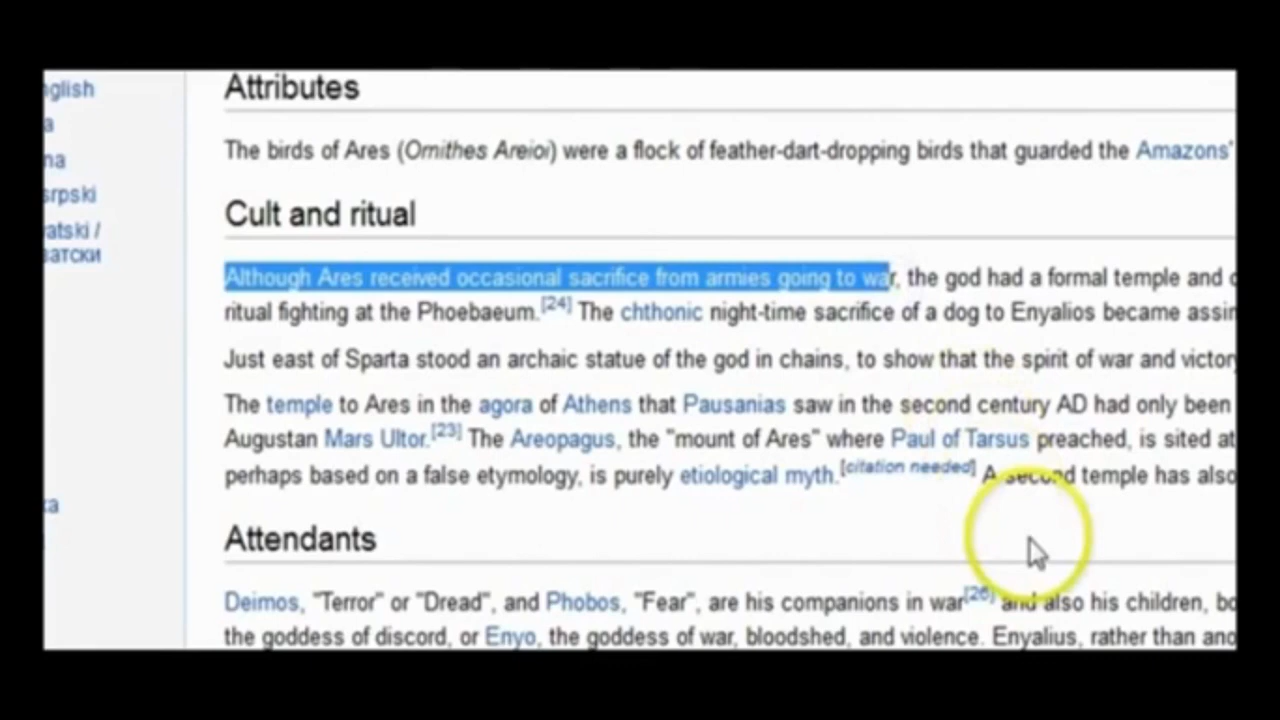 nglish
a
na
srpski
vatski /
ватски
ka
Attributes
The birds of Ares (Ornithes Areioi) were a flock of feather-dart-dropping birds that guarded the Amazons'
Cult and ritual
Although Ares received occasional sacrifice from armies going to war, the god had a formal temple and
ritual fighting at the Phoebaeum.[24] The chthonic night-time sacrifice of a dog to Enyalios became assim
Just east of Sparta stood an archaic statue of the god in chains, to show that the spirit of war and victory
The temple to Ares in the agora of Athens that Pausanias saw in the second century AD had only been
Augustan Mars Ultor.[23] The Areopagus, the "mount of Ares" where Paul of Tarsus preached, is sited at
perhaps based on a false etymology, is purely etiological myth.[citation needed] A second temple has also
Attendants
Deimos, "Terror" or "Dread", and Phobos, "Fear", are his companions in war[26] and also his children, bo
the goddess of discord, or Enyo, the goddess of war, bloodshed, and violence. Enyalius, rather than ano